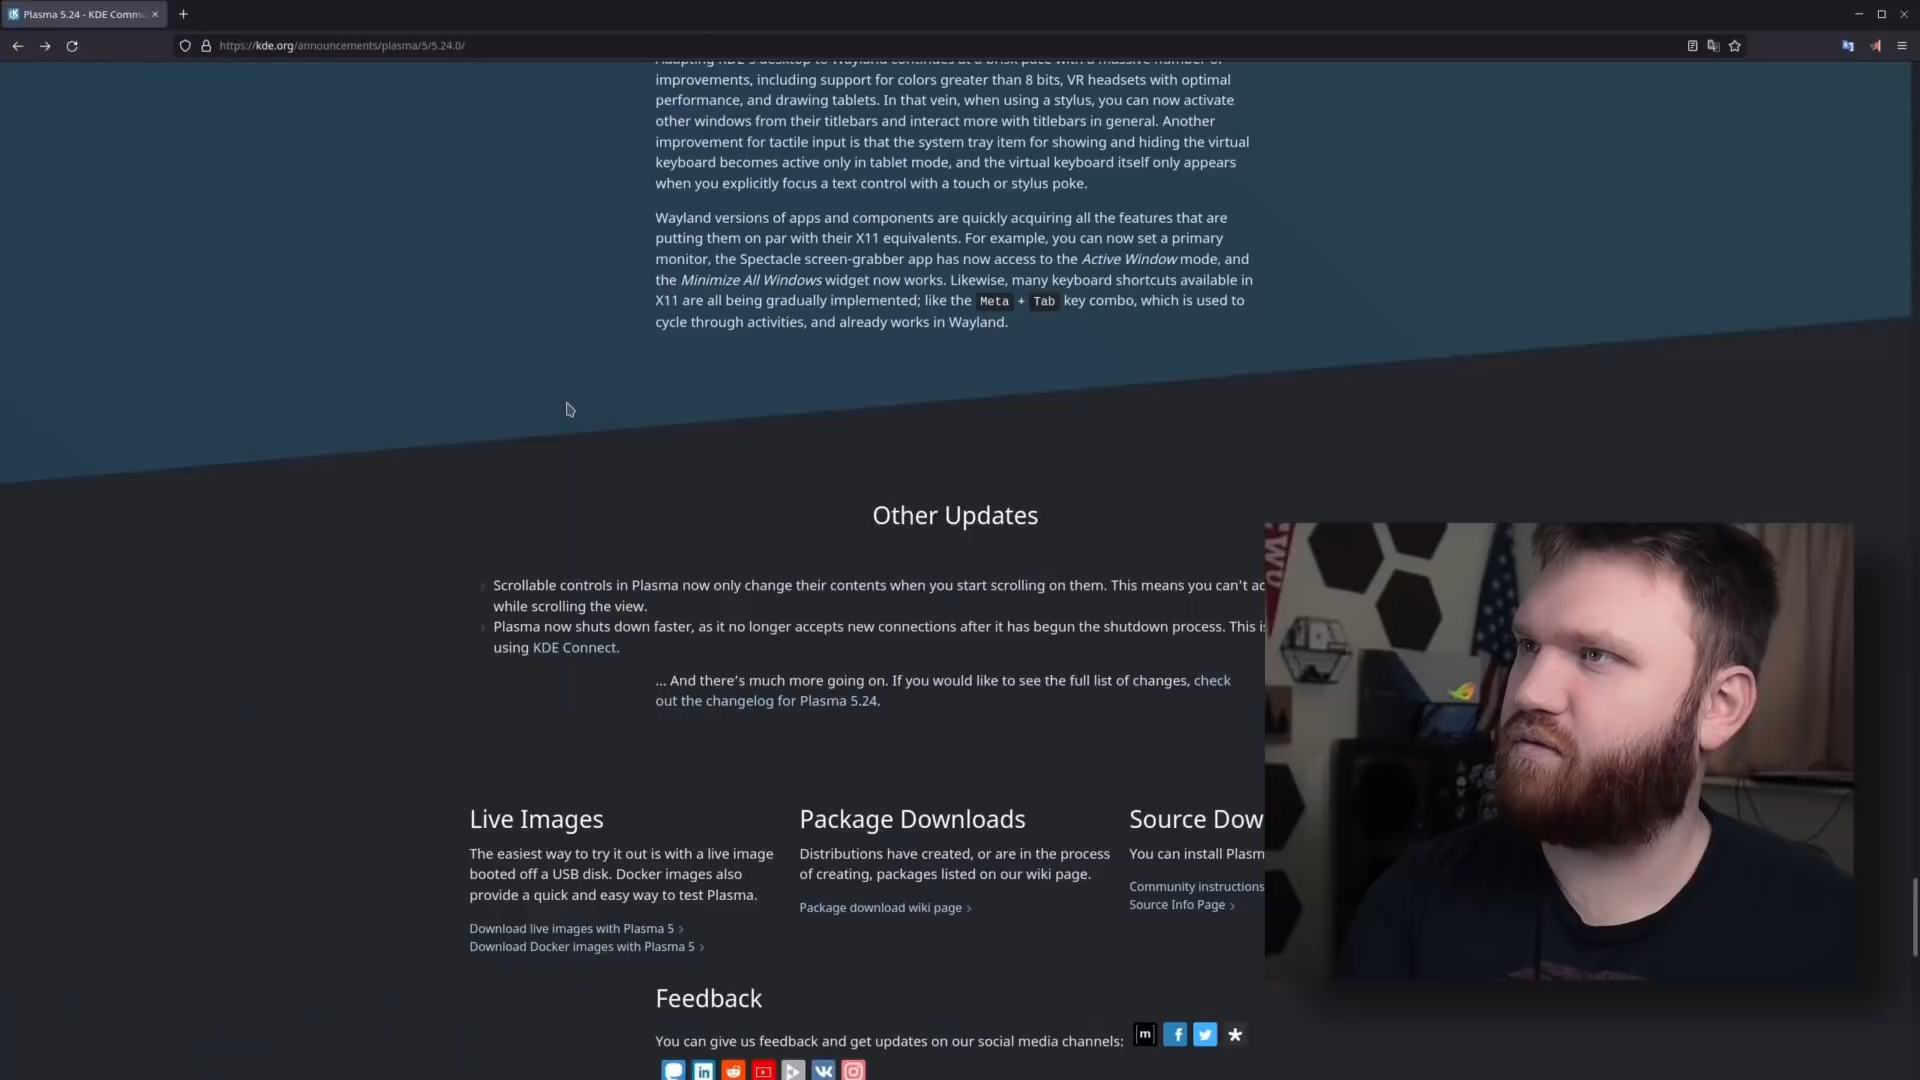 Plasma 5.24 - KDE Commu
https://kde.org/announcements/plasma/5/5.24.0/
Adapting KDE's desktop to Wayland continues at a brisk pace with a massive number of
improvements, including support for colors greater than 8 bits, VR headsets with optimal
performance, and drawing tablets. In that vein, when using a stylus, you can now activate
other windows from their titlebars and interact more with titlebars in general. Another
improvement for tactile input is that the system tray item for showing and hiding the virtual
keyboard becomes active only in tablet mode, and the virtual keyboard itself only appears
when you explicitly focus a text control with a touch or stylus poke.
Wayland versions of apps and components are quickly acquiring all the features that are
putting them on par with their X11 equivalents. For example, you can now set a primary
monitor, the Spectacle screen-grabber app has now access to the Active Window mode, and
the Minimize All Windows widget now works. Likewise, many keyboard shortcuts available in
X11 are all being gradually implemented; like the Meta + Tab key combo, which is used to
cycle through activities, and already works in Wayland.
Other Updates
Scrollable controls in Plasma now only change their contents when you start scrolling on them. This means you can't ac
while scrolling the view.
Plasma now shuts down faster, as it no longer accepts new connections after it has begun the shutdown process. This is
using KDE Connect.
… And there's much more going on. If you would like to see the full list of changes, check
out the changelog for Plasma 5.24.
Live Images
The easiest way to try it out is with a live image
booted off a USB disk. Docker images also
provide a quick and easy way to test Plasma.
Download live images with Plasma 5
Download Docker images with Plasma 5
Package Downloads
Distributions have created, or are in the process
of creating, packages listed on our wiki page.
Package download wiki page
Source Dow
You can install Plasm
Community instructions
Source Info Page
Feedback
You can give us feedback and get updates on our social media channels: